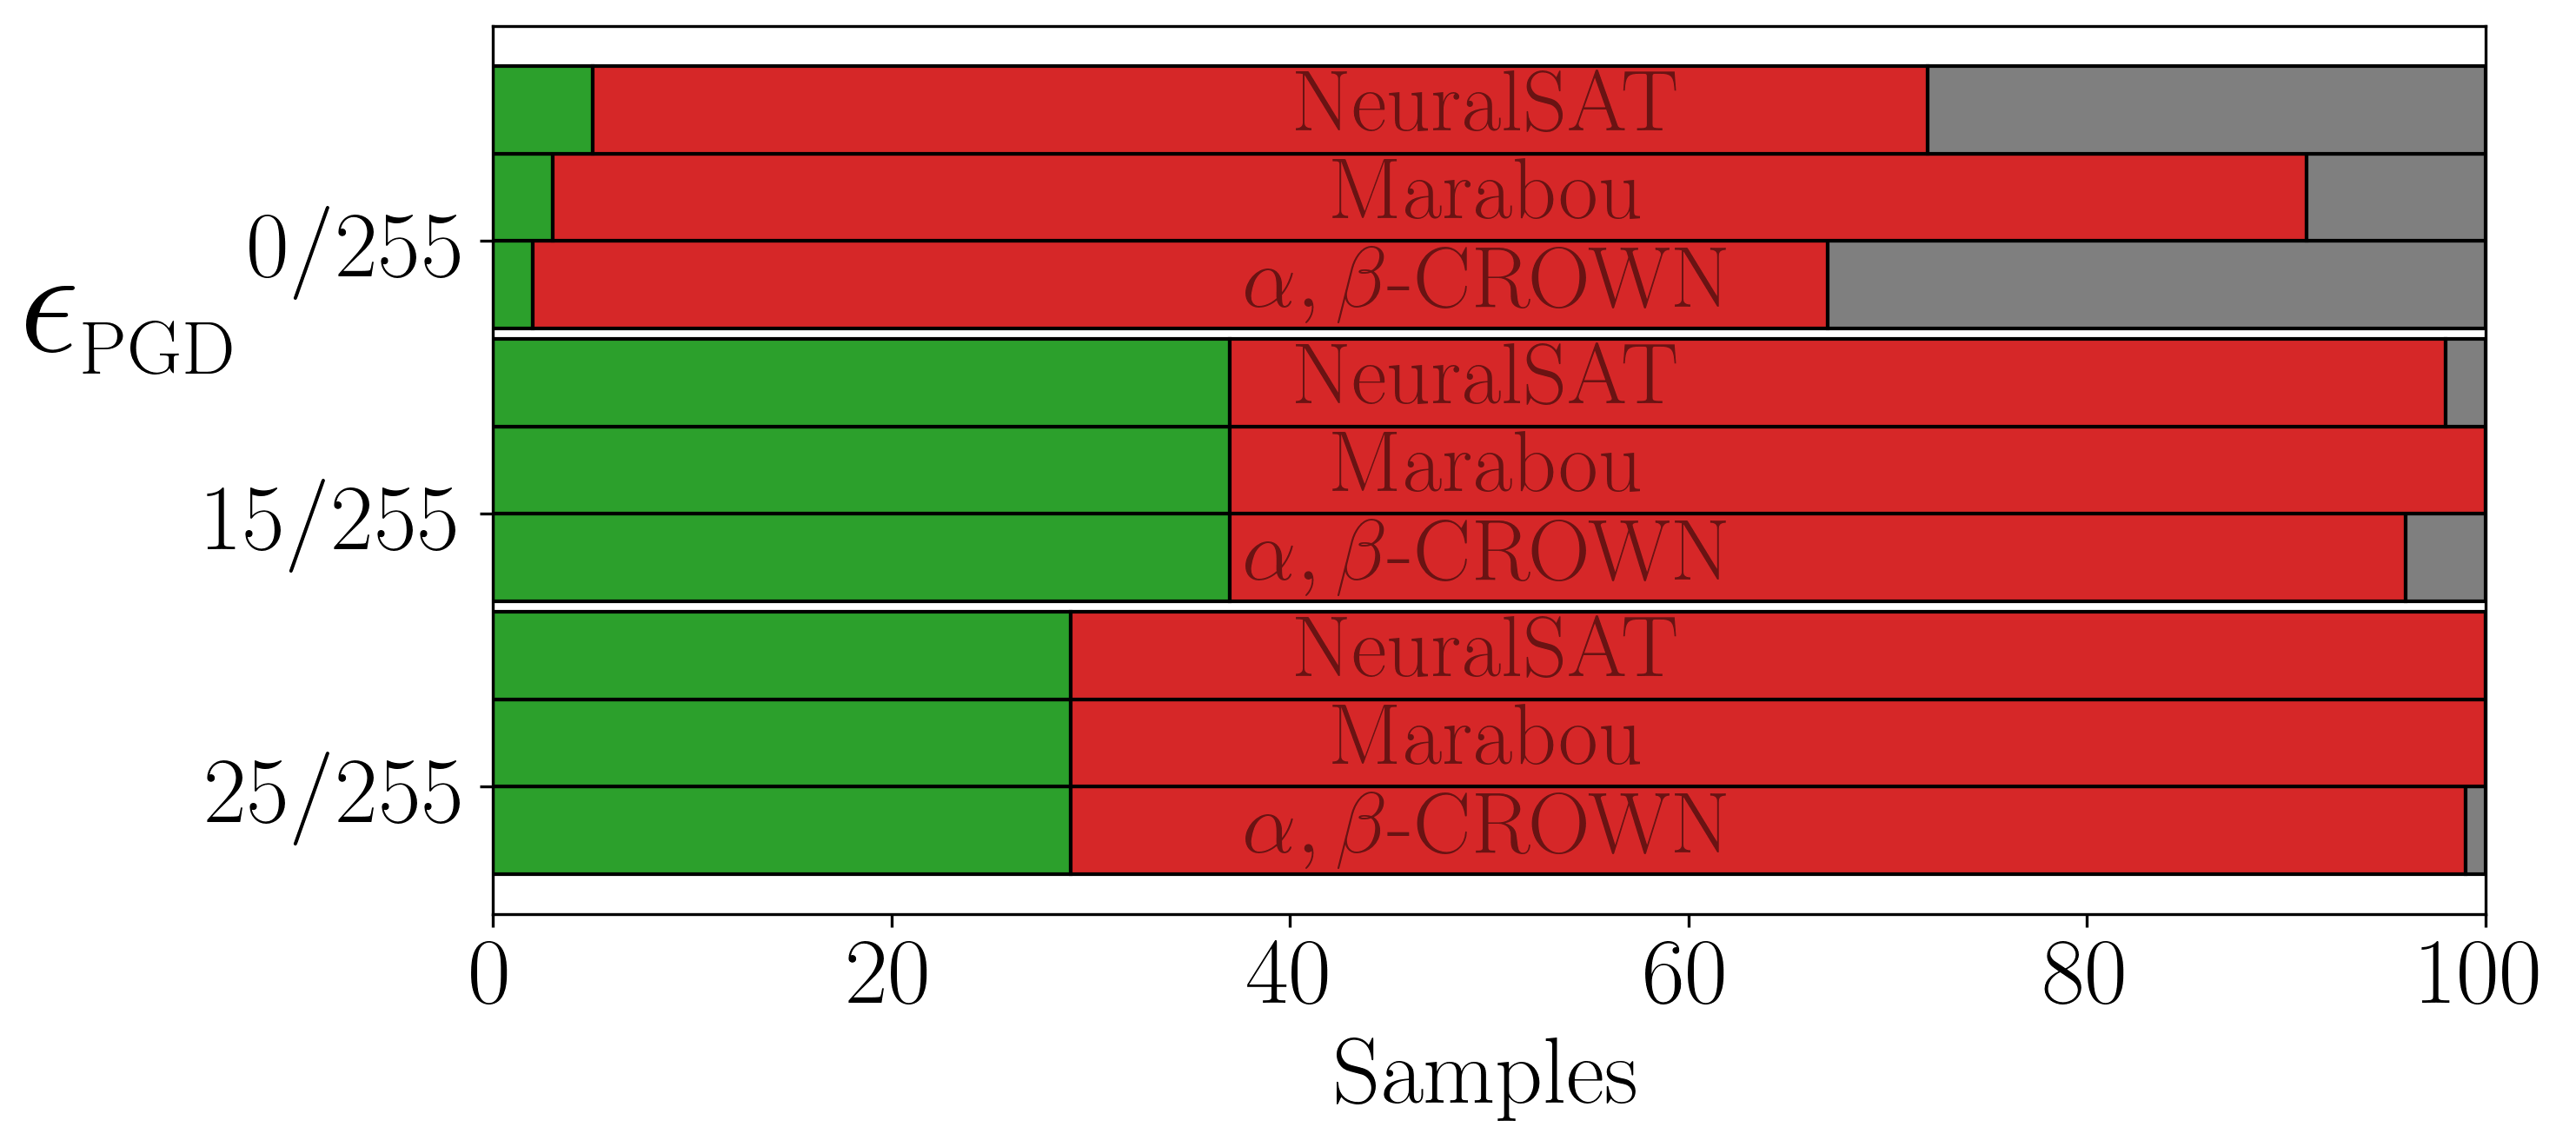 NeuralSAT
Marabou
0/255
α, β-CROWN
ϵPGD
NeuralSAT
Marabou
15/255
α, β-CROWN
NeuralSAT
Marabou
25/255
α, β-CROWN
0 20 40 60 80 100
Samples